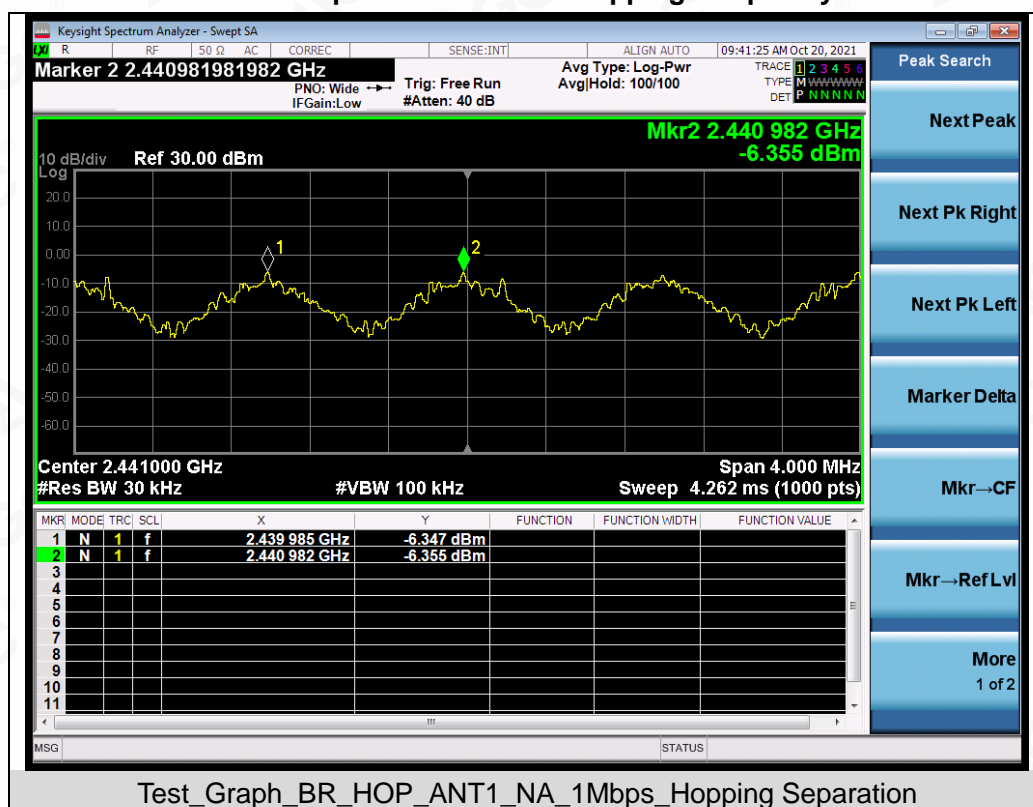 Keysight Spectrum Analyzer - Swept SA
LXI R RF 50 Ω AC CORREC SENSE:INT ALIGN AUTO 09:41:25 AM Oct 20, 2021
Marker 2 2.440981981982 GHz
PNO: Wide
IFGain:Low
Trig: Free Run
#Atten: 40 dB
Avg Type: Log-Pwr
Avg|Hold: 100/100
TRACE 1 2 3 4 5 6
TYPE M WWWWW
DET P N N N N N
Mkr2 2.440 982 GHz
-6.355 dBm
10 dB/div Ref 30.00 dBm
Log
20.0
10.0
0.00
-10.0
-20.0
-30.0
-40.0
-50.0
-60.0
1
2
Center 2.441000 GHz Span 4.000 MHz
#Res BW 30 kHz #VBW 100 kHz Sweep 4.262 ms (1000 pts)
MKR MODE TRC SCL X Y FUNCTION FUNCTION WIDTH FUNCTION VALUE
1 N 1 f 2.439 985 GHz -6.347 dBm
2 N 1 f 2.440 982 GHz -6.355 dBm
3
4
5
6
7
8
9
10
11
MSG STATUS
Peak Search
Next Peak
Next Pk Right
Next Pk Left
Marker Delta
Mkr→CF
Mkr→Ref Lvl
More
1 of 2
Test_Graph_BR_HOP_ANT1_NA_1Mbps_Hopping Separation